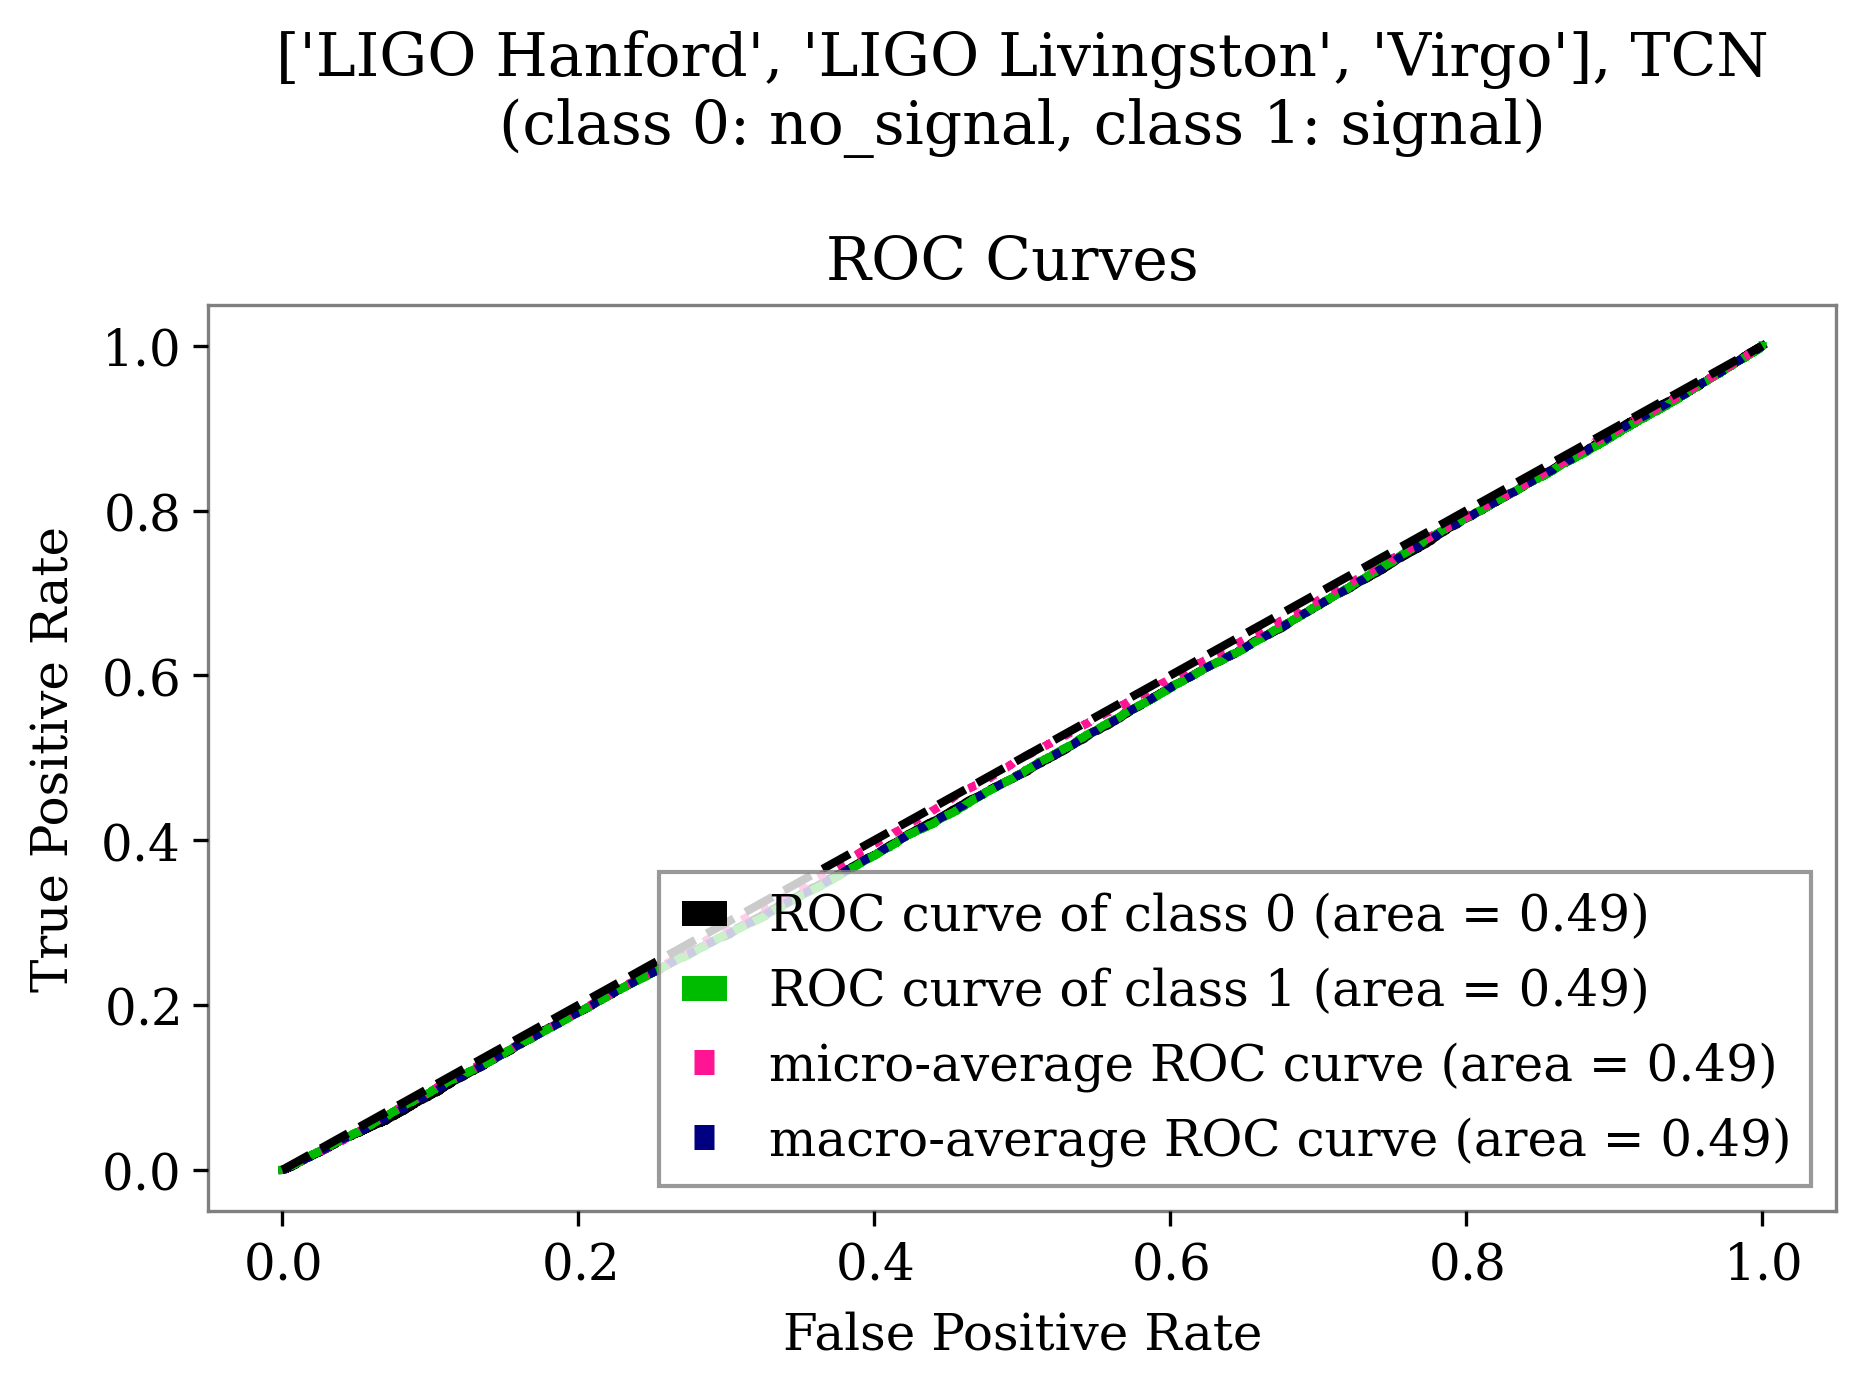 ['LIGO Hanford', 'LIGO Livingston', 'Virgo'], TCN
(class 0: no_signal, class 1: signal)
ROC Curves
True Positive Rate
1.0
0.8
0.6
0.4
0.2
0.0
ROC curve of class 0 (area = 0.49)
ROC curve of class 1 (area = 0.49)
micro-average ROC curve (area = 0.49)
macro-average ROC curve (area = 0.49)
0.0 0.2 0.4 0.6 0.8 1.0
False Positive Rate